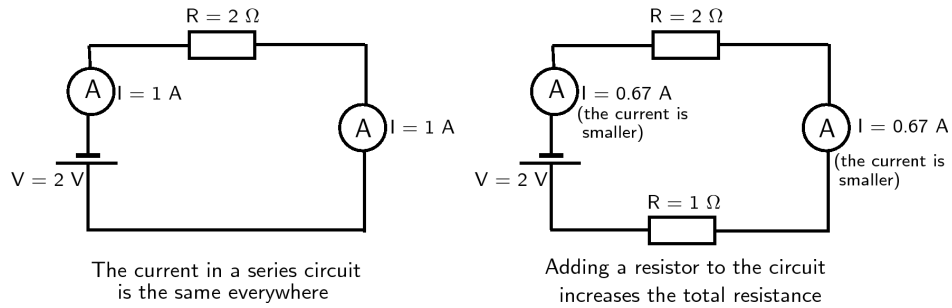 R = 2 Ω
A
I = 1 A
A
I = 1 A
V = 2 V
The current in a series circuit
is the same everywhere
R = 2 Ω
A
I = 0.67 A
(the current is
smaller)
A
I = 0.67 A
(the current is
smaller)
V = 2 V
R = 1 Ω
Adding a resistor to the circuit
increases the total resistance